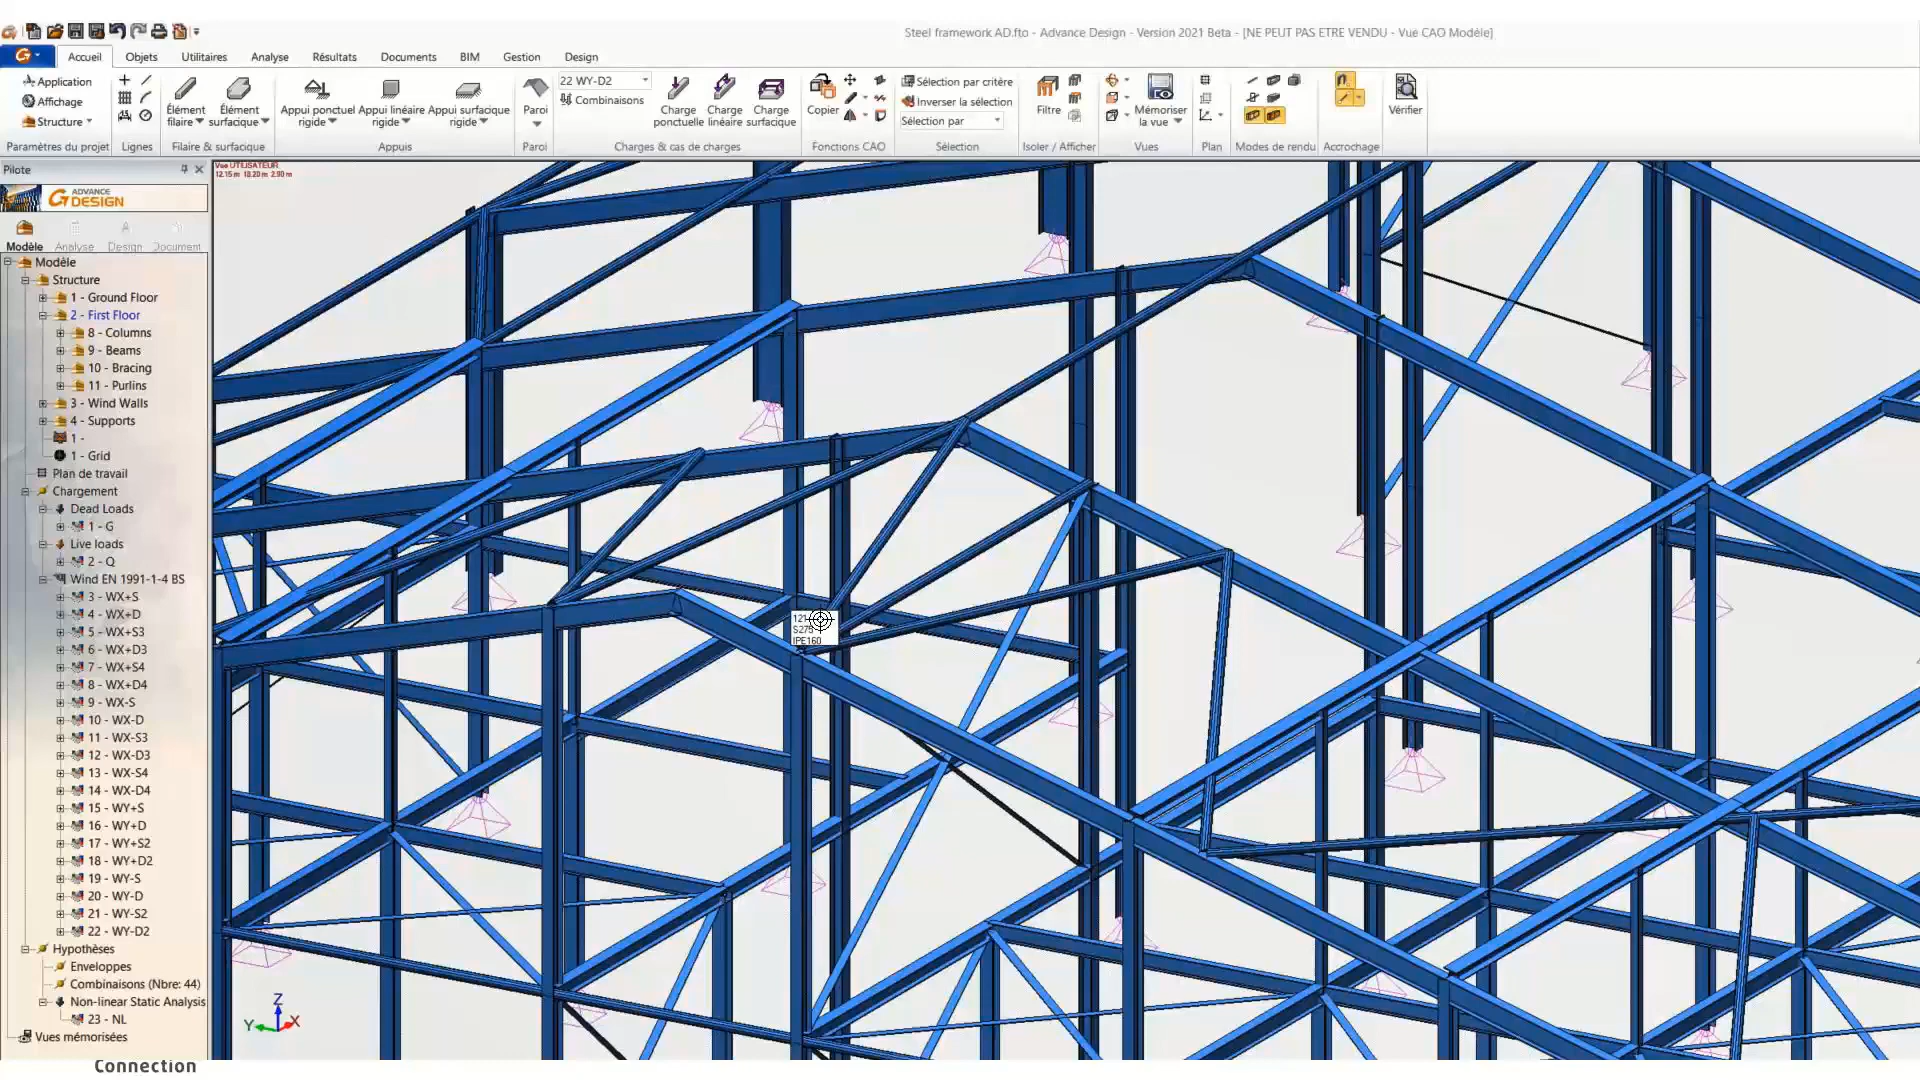 Steel framework AD.fto - Advance Design - Version 2021 Beta - [NE PEUT PAS ETRE VENDU - Vue CAO Modèle]
Accueil Objets Utilitaires Analyse Résultats Documents BIM Gestion Design
Application
Affichage
Structure
Paramètres du projet
Lignes
Élément filaire
Élément surfacique
Filaire & surfacique
Appui ponctuel rigide
Appui linéaire rigide
Appui surfacique rigide
Appuis
Paroi
Paroi
22 WY-D2
Combinaisons
Charge ponctuelle
Charge linéaire
Charge surfacique
Charges & cas de charges
Copier
Fonctions CAO
Sélection par critère
Inverser la sélection
Sélection par
Sélection
Filtre
Isoler / Afficher
Mémoriser la vue
Vues
Plan
Modes de rendu
Accrochage
Vérifier
Pilote
ADVANCE
DESIGN
Modèle Analyse Design Document
Modèle
Structure
1 - Ground Floor
2 - First Floor
8 - Columns
9 - Beams
10 - Bracing
11 - Purlins
3 - Wind Walls
4 - Supports
1 -
1 - Grid
Plan de travail
Chargement
Dead Loads
1 - G
Live loads
2 - Q
Wind EN 1991-1-4 BS
3 - WX+S
4 - WX+D
5 - WX+S3
6 - WX+D3
7 - WX+S4
8 - WX+D4
9 - WX-S
10 - WX-D
11 - WX-S3
12 - WX-D3
13 - WX-S4
14 - WX-D4
15 - WY+S
16 - WY+D
17 - WY+S2
18 - WY+D2
19 - WY-S
20 - WY-D
21 - WY-S2
22 - WY-D2
Hypothèses
Enveloppes
Combinaisons (Nbre: 44)
Non-linear Static Analysis
23 - NL
Vues mémorisées
Vue UTILISATEUR
12.15 m 18.20 m 2.90 m
S275
IPE160
Z
Y
X
Connection